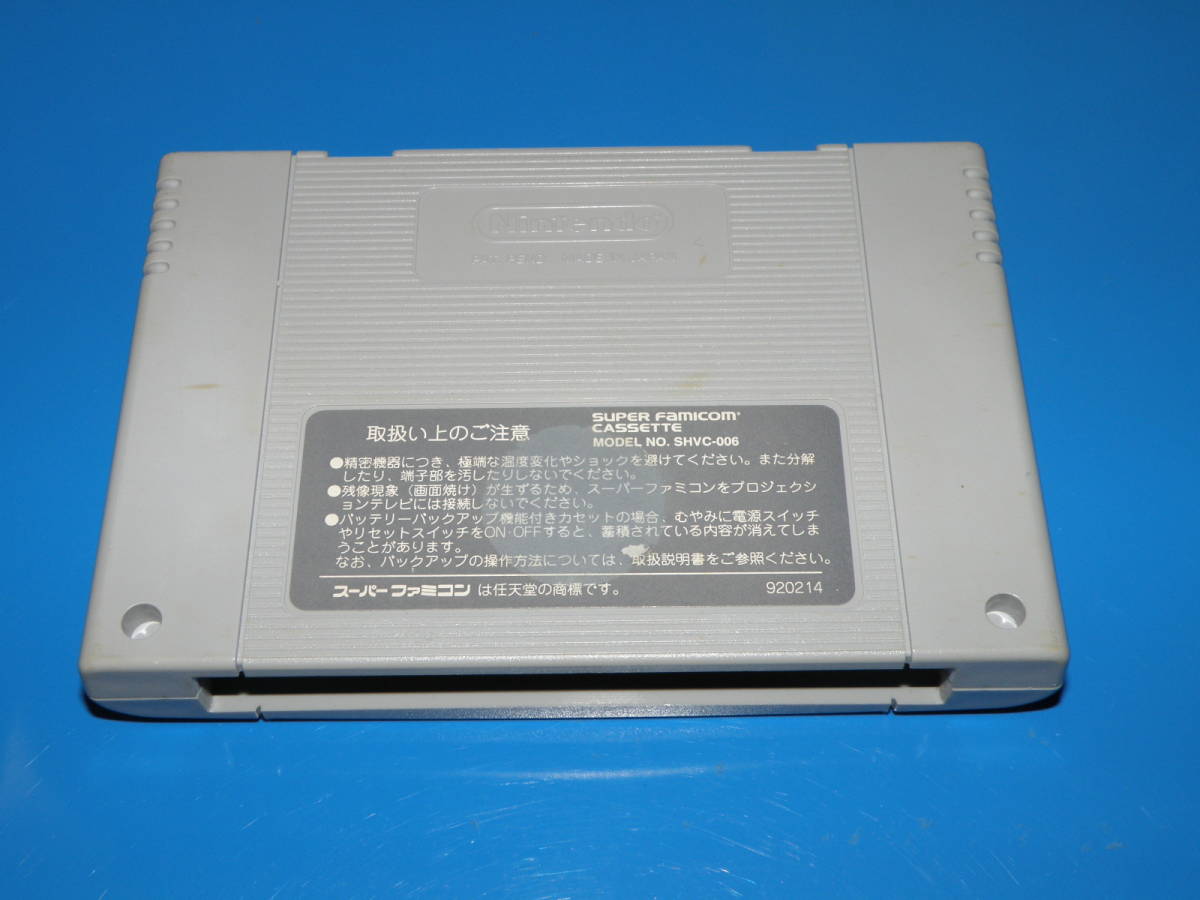 Nintendo
PAT. PEND. MADE IN JAPAN
取扱い上のご注意
SUPER Famicom
CASSETTE
MODEL NO. SHVC-006
●精密機器につき、極端な温度変化やショックを避けてください。また分解
したり、端子部を汚したりしないでください。
●残像現象（画面焼け）が生ずるため、スーパーファミコンをプロジェクシ
ョンテレビには接続しないでください。
●バッテリーバックアップ機能付きカセットの場合、むやみに電源スイッチ
やリセットスイッチをON・OFFすると、蓄積されている内容が消えてしま
うことがあります。
なお、バックアップの操作方法については、取扱説明書をご参照ください。
スーパーファミコン は任天堂の商標です。
920214